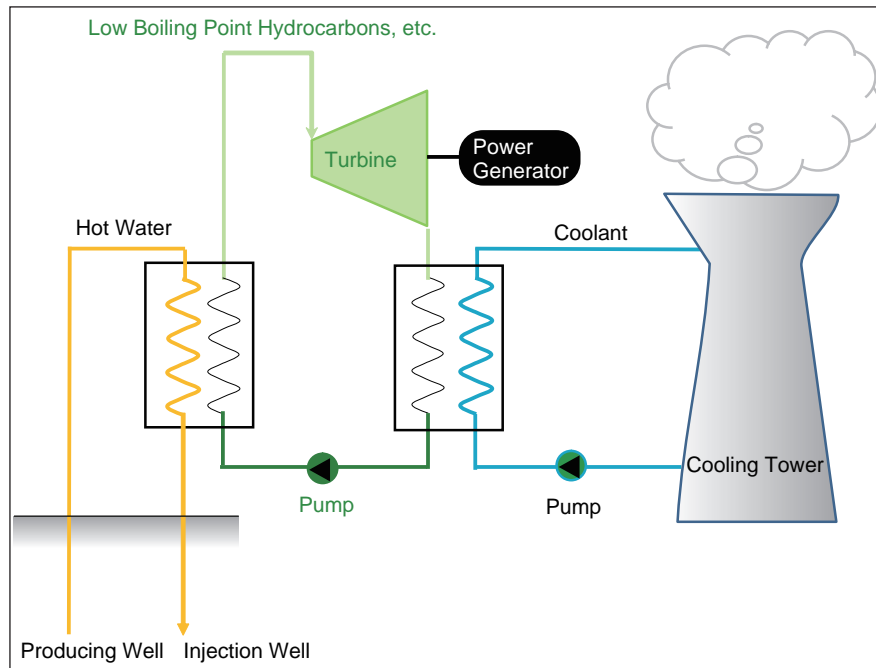 Low Boiling Point Hydrocarbons, etc.
Turbine
Power
Generator
Hot Water
Coolant
Cooling Tower
Pump
Pump
Producing Well
Injection Well